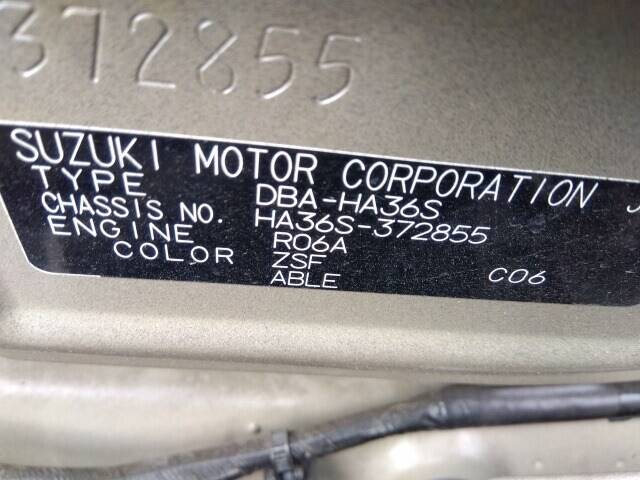 372855
SUZUKI MOTOR CORPORATION
TYPE DBA-HA36S
CHASSIS NO. HA36S-372855
ENGINE R06A
COLOR ZSF C06
ABLE